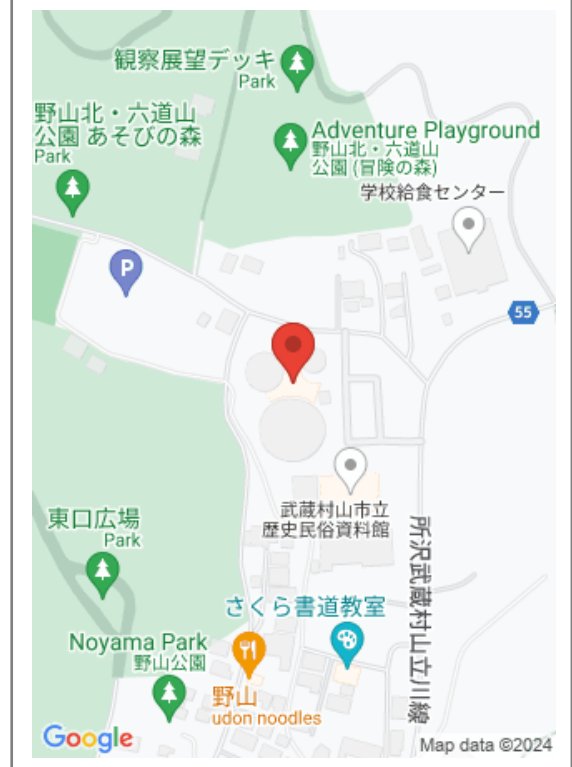 観察展望デッキ
Park
野山北・六道山
公園 あそびの森
Park
Adventure Playground
野山北・六道山
公園 (冒険の森)
学校給食センター
P
55
武蔵村山市立
歴史民俗資料館
東口広場
Park
所沢武蔵村山立川線
さくら書道教室
Noyama Park
野山公園
野山
udon noodles
Google
Map data ©2024